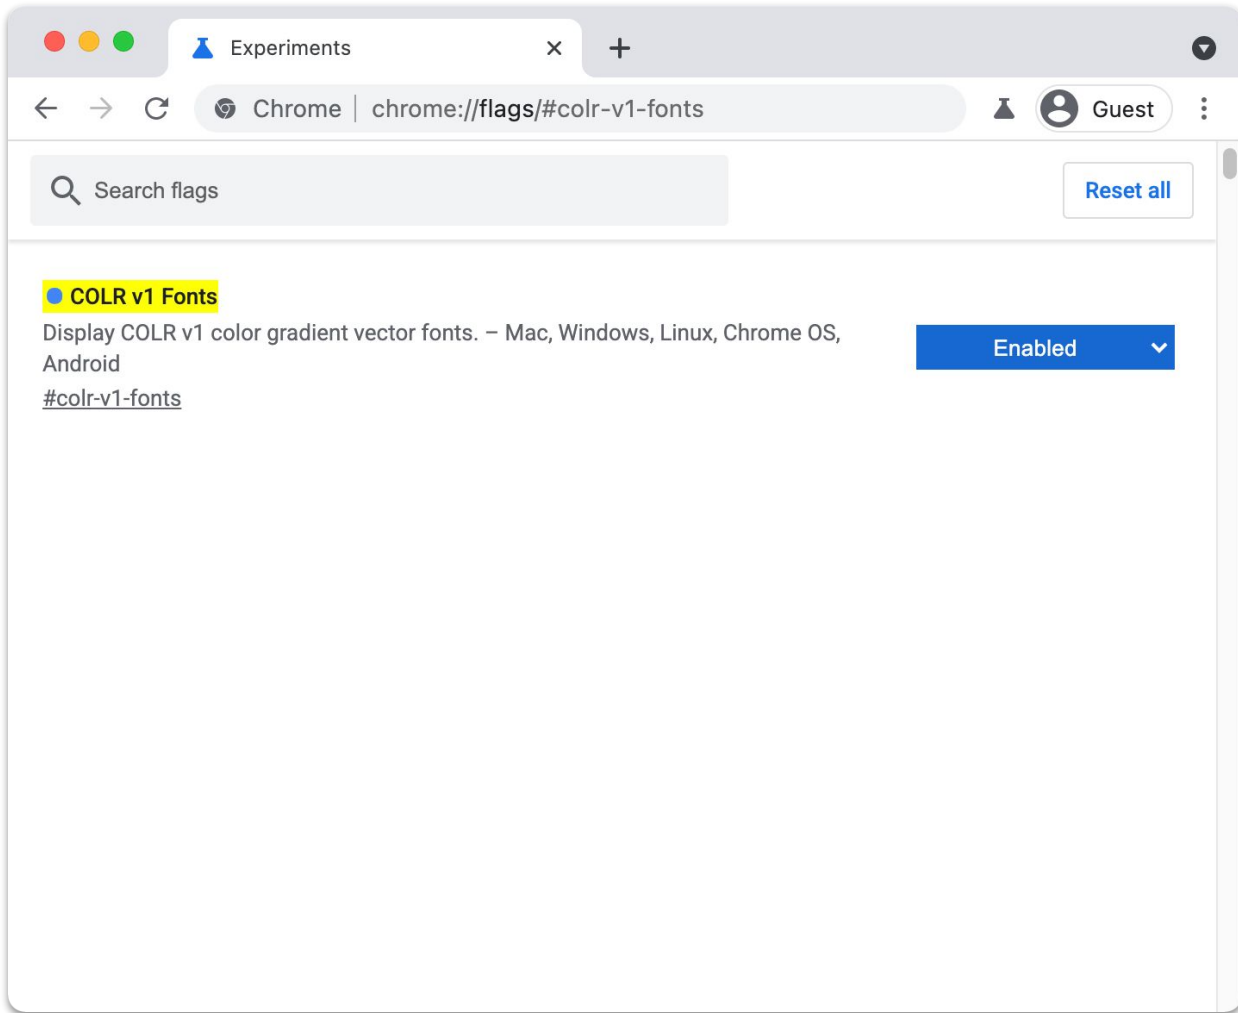 Experiments
Chrome | chrome://flags/#colr-v1-fonts
Guest
Search flags
Reset all
COLR v1 Fonts
Display COLR v1 color gradient vector fonts. – Mac, Windows, Linux, Chrome OS,
Android
Enabled
#colr-v1-fonts